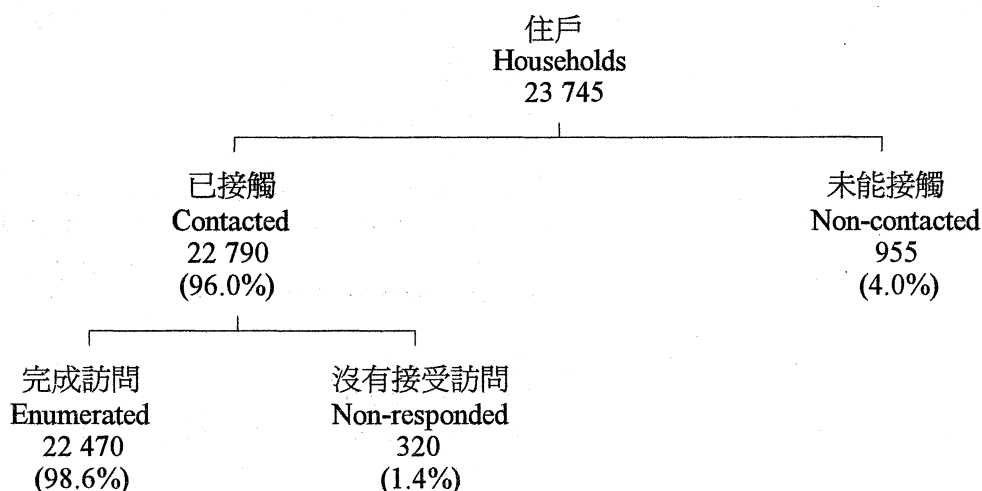 住戶
Households
23 745
已接觸
Contacted
22 790
(96.0%)
未能接觸
Non-contacted
955
(4.0%)
完成訪問
Enumerated
22 470
(98.6%)
沒有接受訪問
Non-responded
320
(1.4%)